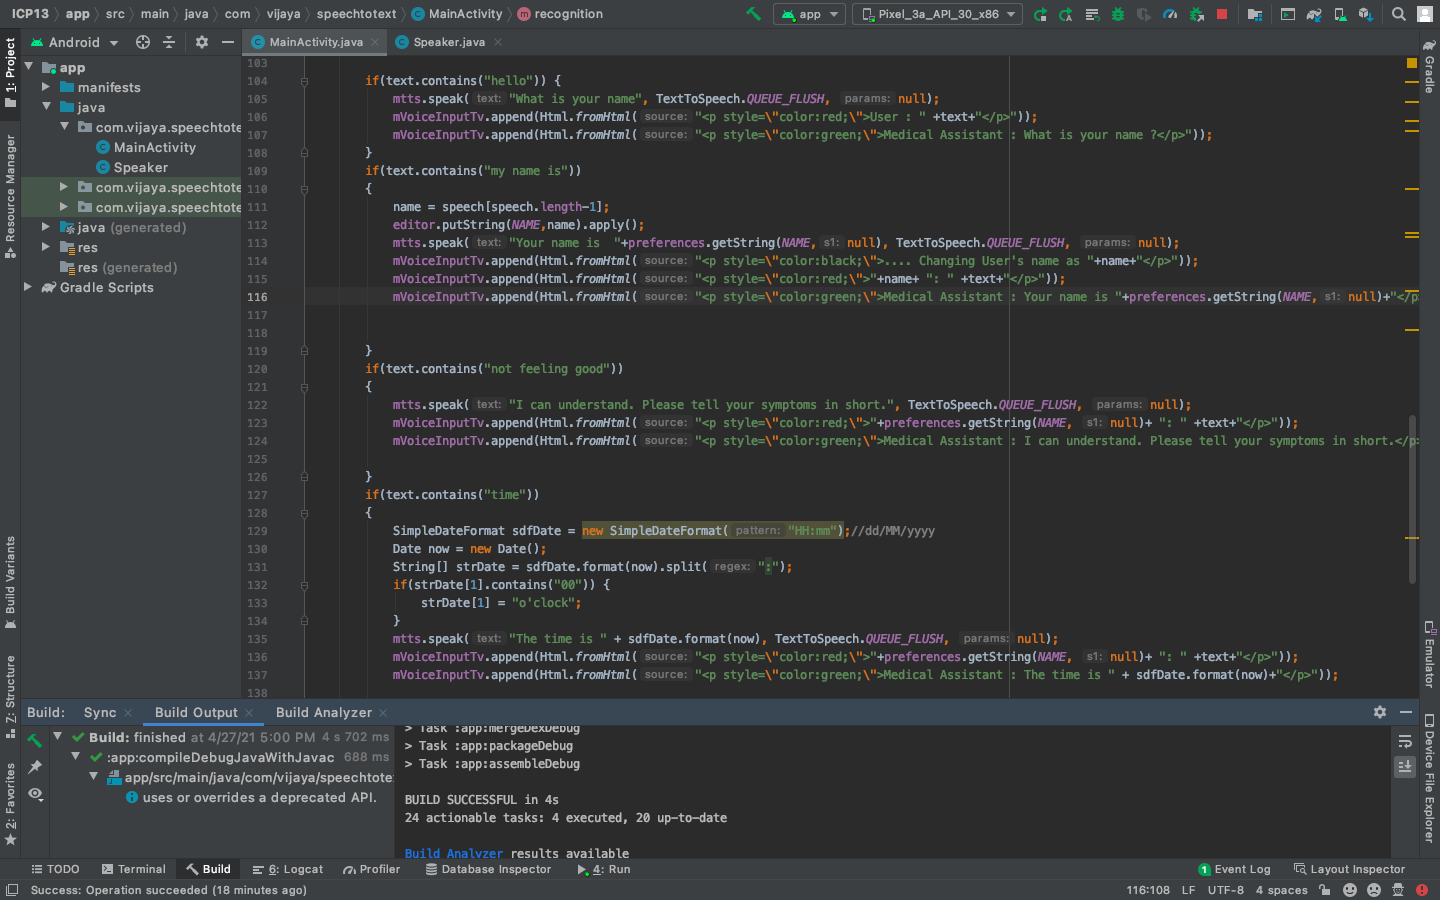 ICP13 app src main java com vijaya speechtotext MainActivity recognition app Pixel_3a_API_30_x86
Android MainActivity.java Speaker.java
1: Project
Resource Manager
Build Variants
Z: Structure
2: Favorites
app
manifests
java
com.vijaya.speechtote
MainActivity
Speaker
com.vijaya.speechtote
com.vijaya.speechtote
java (generated)
res
res (generated)
Gradle Scripts
103
104 if(text.contains("hello")) {
105 mtts.speak( text: "What is your name", TextToSpeech.QUEUE_FLUSH, params: null);
106 mVoiceInputTv.append(Html.fromHtml( source: "<p style=\"color:red;\">User : " +text+"</p>"));
107 mVoiceInputTv.append(Html.fromHtml( source: "<p style=\"color:green;\">Medical Assistant : What is your name ?</p>"));
108 }
109 if(text.contains("my name is"))
110 {
111 name = speech[speech.length-1];
112 editor.putString(NAME,name).apply();
113 mtts.speak( text: "Your name is  "+preferences.getString(NAME, s1: null), TextToSpeech.QUEUE_FLUSH, params: null);
114 mVoiceInputTv.append(Html.fromHtml( source: "<p style=\"color:black;\">.... Changing User's name as "+name+"</p>"));
115 mVoiceInputTv.append(Html.fromHtml( source: "<p style=\"color:red;\">"+name+ ": " +text+"</p>"));
116 mVoiceInputTv.append(Html.fromHtml( source: "<p style=\"color:green;\">Medical Assistant : Your name is "+preferences.getString(NAME, s1: null)+"</p
117
118
119 }
120 if(text.contains("not feeling good"))
121 {
122 mtts.speak( text: "I can understand. Please tell your symptoms in short.", TextToSpeech.QUEUE_FLUSH, params: null);
123 mVoiceInputTv.append(Html.fromHtml( source: "<p style=\"color:red;\">"+preferences.getString(NAME, s1: null)+ ": " +text+"</p>"));
124 mVoiceInputTv.append(Html.fromHtml( source: "<p style=\"color:green;\">Medical Assistant : I can understand. Please tell your symptoms in short.</p
125
126 }
127 if(text.contains("time"))
128 {
129 SimpleDateFormat sdfDate = new SimpleDateFormat( pattern: "HH:mm");//dd/MM/yyyy
130 Date now = new Date();
131 String[] strDate = sdfDate.format(now).split( regex: ":");
132 if(strDate[1].contains("00")) {
133 strDate[1] = "o'clock";
134 }
135 mtts.speak( text: "The time is " + sdfDate.format(now), TextToSpeech.QUEUE_FLUSH, params: null);
136 mVoiceInputTv.append(Html.fromHtml( source: "<p style=\"color:red;\">"+preferences.getString(NAME, s1: null)+ ": " +text+"</p>"));
137 mVoiceInputTv.append(Html.fromHtml( source: "<p style=\"color:green;\">Medical Assistant : The time is " + sdfDate.format(now)+"</p>"));
138
Gradle
Emulator
Device File Explorer
Build: Sync Build Output Build Analyzer
Build: finished at 4/27/21 5:00 PM 4 s 702 ms
:app:compileDebugJavaWithJavac 688 ms
app/src/main/java/com/vijaya/speechtote
uses or overrides a deprecated API.
> Task :app:mergeDexDebug
> Task :app:packageDebug
> Task :app:assembleDebug
BUILD SUCCESSFUL in 4s
24 actionable tasks: 4 executed, 20 up-to-date
Build Analyzer results available
TODO Terminal Build 6: Logcat Profiler Database Inspector 4: Run 1 Event Log Layout Inspector
Success: Operation succeeded (18 minutes ago) 116:108 LF UTF-8 4 spaces